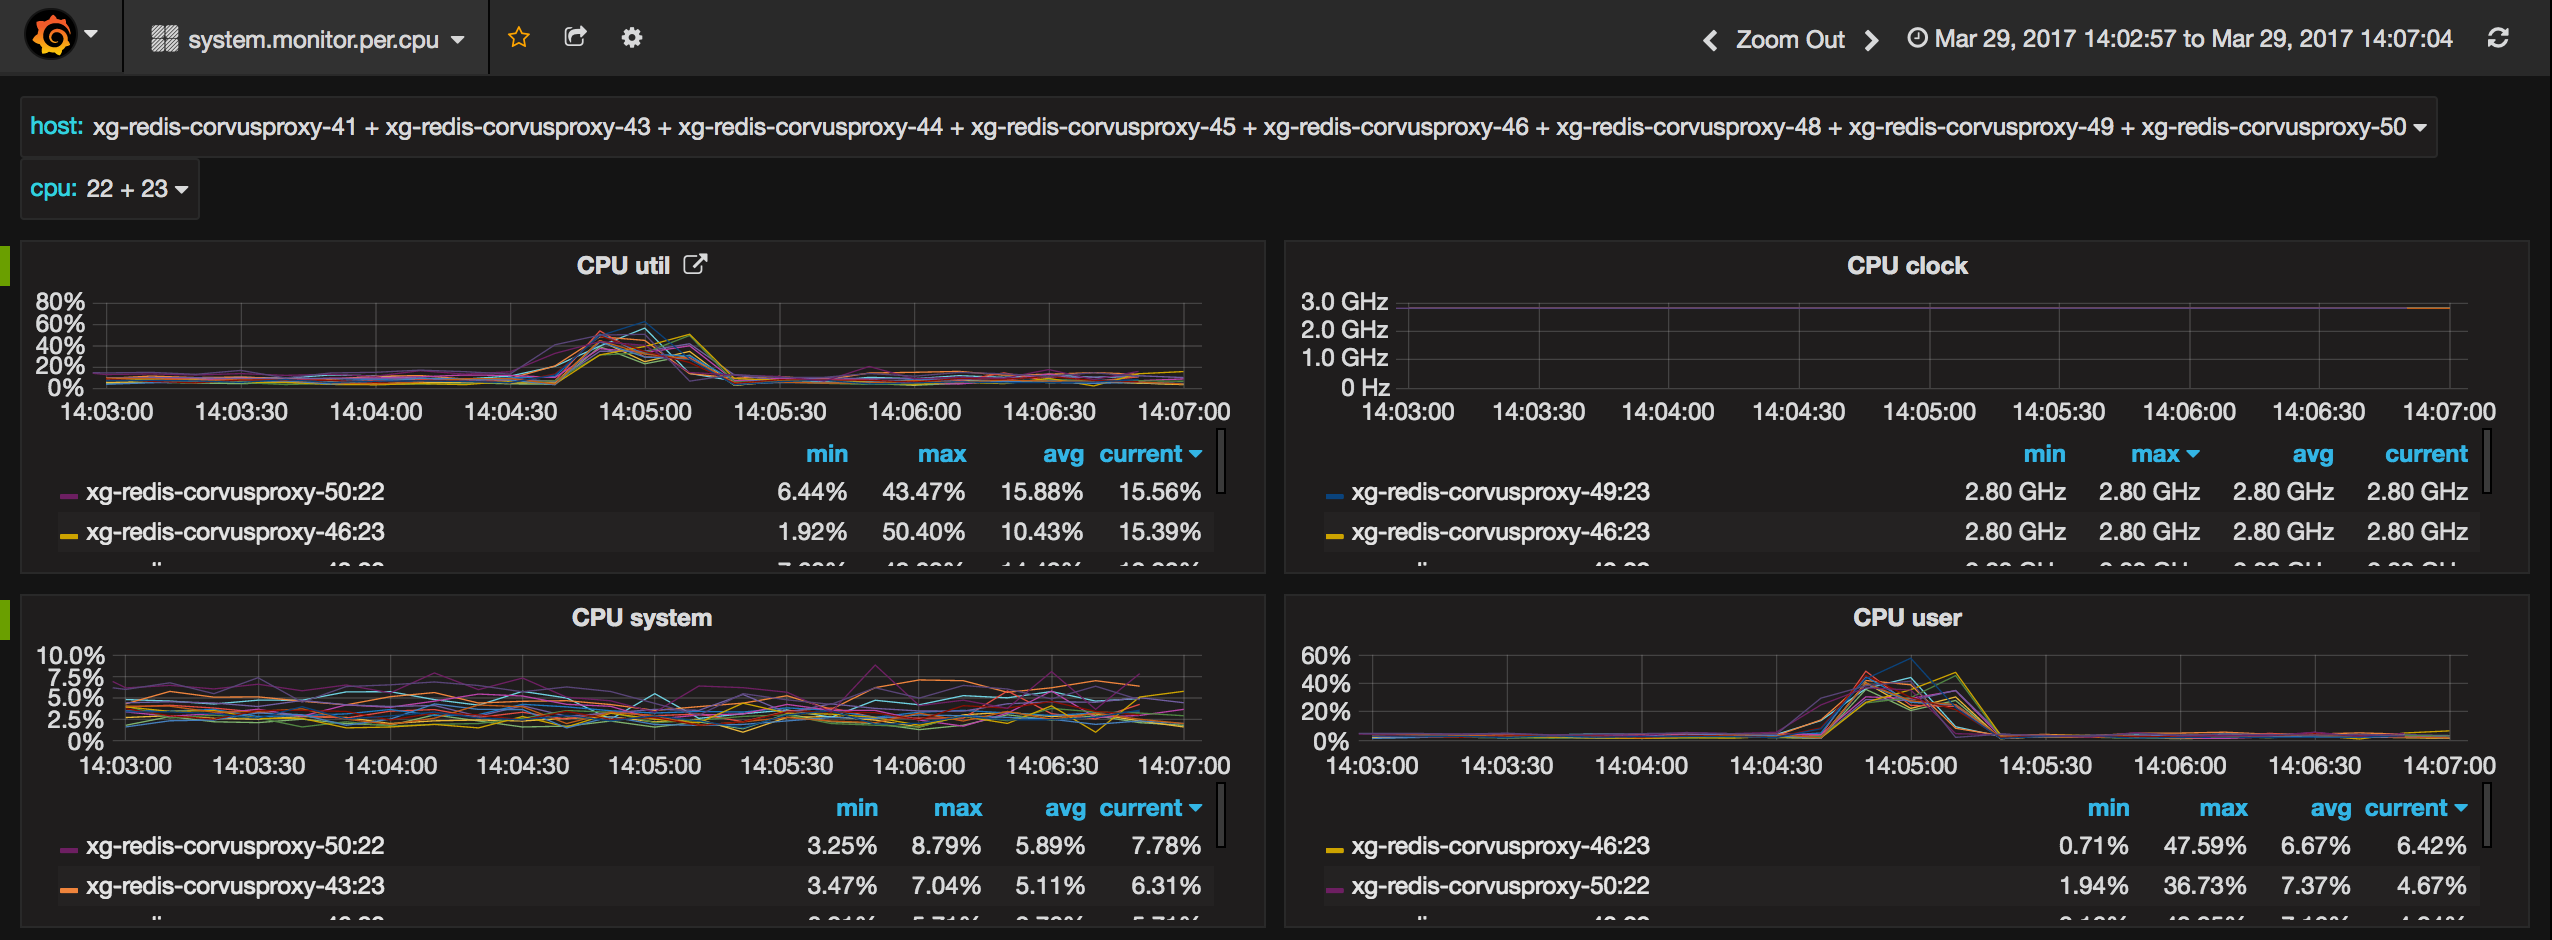 system.monitor.per.cpu Zoom Out Mar 29, 2017 14:02:57 to Mar 29, 2017 14:07:04
host: xg-redis-corvusproxy-41 + xg-redis-corvusproxy-43 + xg-redis-corvusproxy-44 + xg-redis-corvusproxy-45 + xg-redis-corvusproxy-46 + xg-redis-corvusproxy-48 + xg-redis-corvusproxy-49 + xg-redis-corvusproxy-50
cpu: 22 + 23
CPU util
80%
60%
40%
20%
0%
14:03:00 14:03:30 14:04:00 14:04:30 14:05:00 14:05:30 14:06:00 14:06:30 14:07:00
min max avg current
xg-redis-corvusproxy-50:22 6.44% 43.47% 15.88% 15.56%
xg-redis-corvusproxy-46:23 1.92% 50.40% 10.43% 15.39%
CPU clock
3.0 GHz
2.0 GHz
1.0 GHz
0 Hz
14:03:00 14:03:30 14:04:00 14:04:30 14:05:00 14:05:30 14:06:00 14:06:30 14:07:00
min max avg current
xg-redis-corvusproxy-49:23 2.80 GHz 2.80 GHz 2.80 GHz 2.80 GHz
xg-redis-corvusproxy-46:23 2.80 GHz 2.80 GHz 2.80 GHz 2.80 GHz
CPU system
10.0%
7.5%
5.0%
2.5%
0%
14:03:00 14:03:30 14:04:00 14:04:30 14:05:00 14:05:30 14:06:00 14:06:30 14:07:00
min max avg current
xg-redis-corvusproxy-50:22 3.25% 8.79% 5.89% 7.78%
xg-redis-corvusproxy-43:23 3.47% 7.04% 5.11% 6.31%
CPU user
60%
40%
20%
0%
14:03:00 14:03:30 14:04:00 14:04:30 14:05:00 14:05:30 14:06:00 14:06:30 14:07:00
min max avg current
xg-redis-corvusproxy-46:23 0.71% 47.59% 6.67% 6.42%
xg-redis-corvusproxy-50:22 1.94% 36.73% 7.37% 4.67%